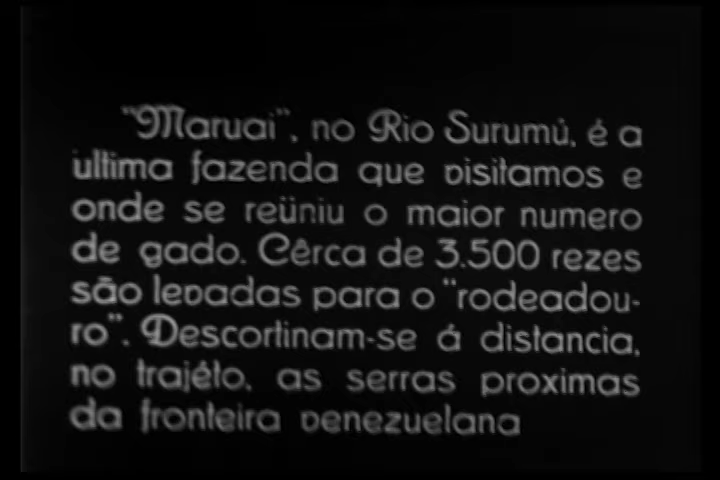 "Maruai", no Rio Surumú, é a
ultima fazenda que visitamos e
onde se reüniu o maior numero
de gado. Cêrca de 3.500 rezes
são levadas para o "rodeadou-
ro". Descortinam-se á distancia,
no trajéto, as serras proximas
da fronteira venezuelana